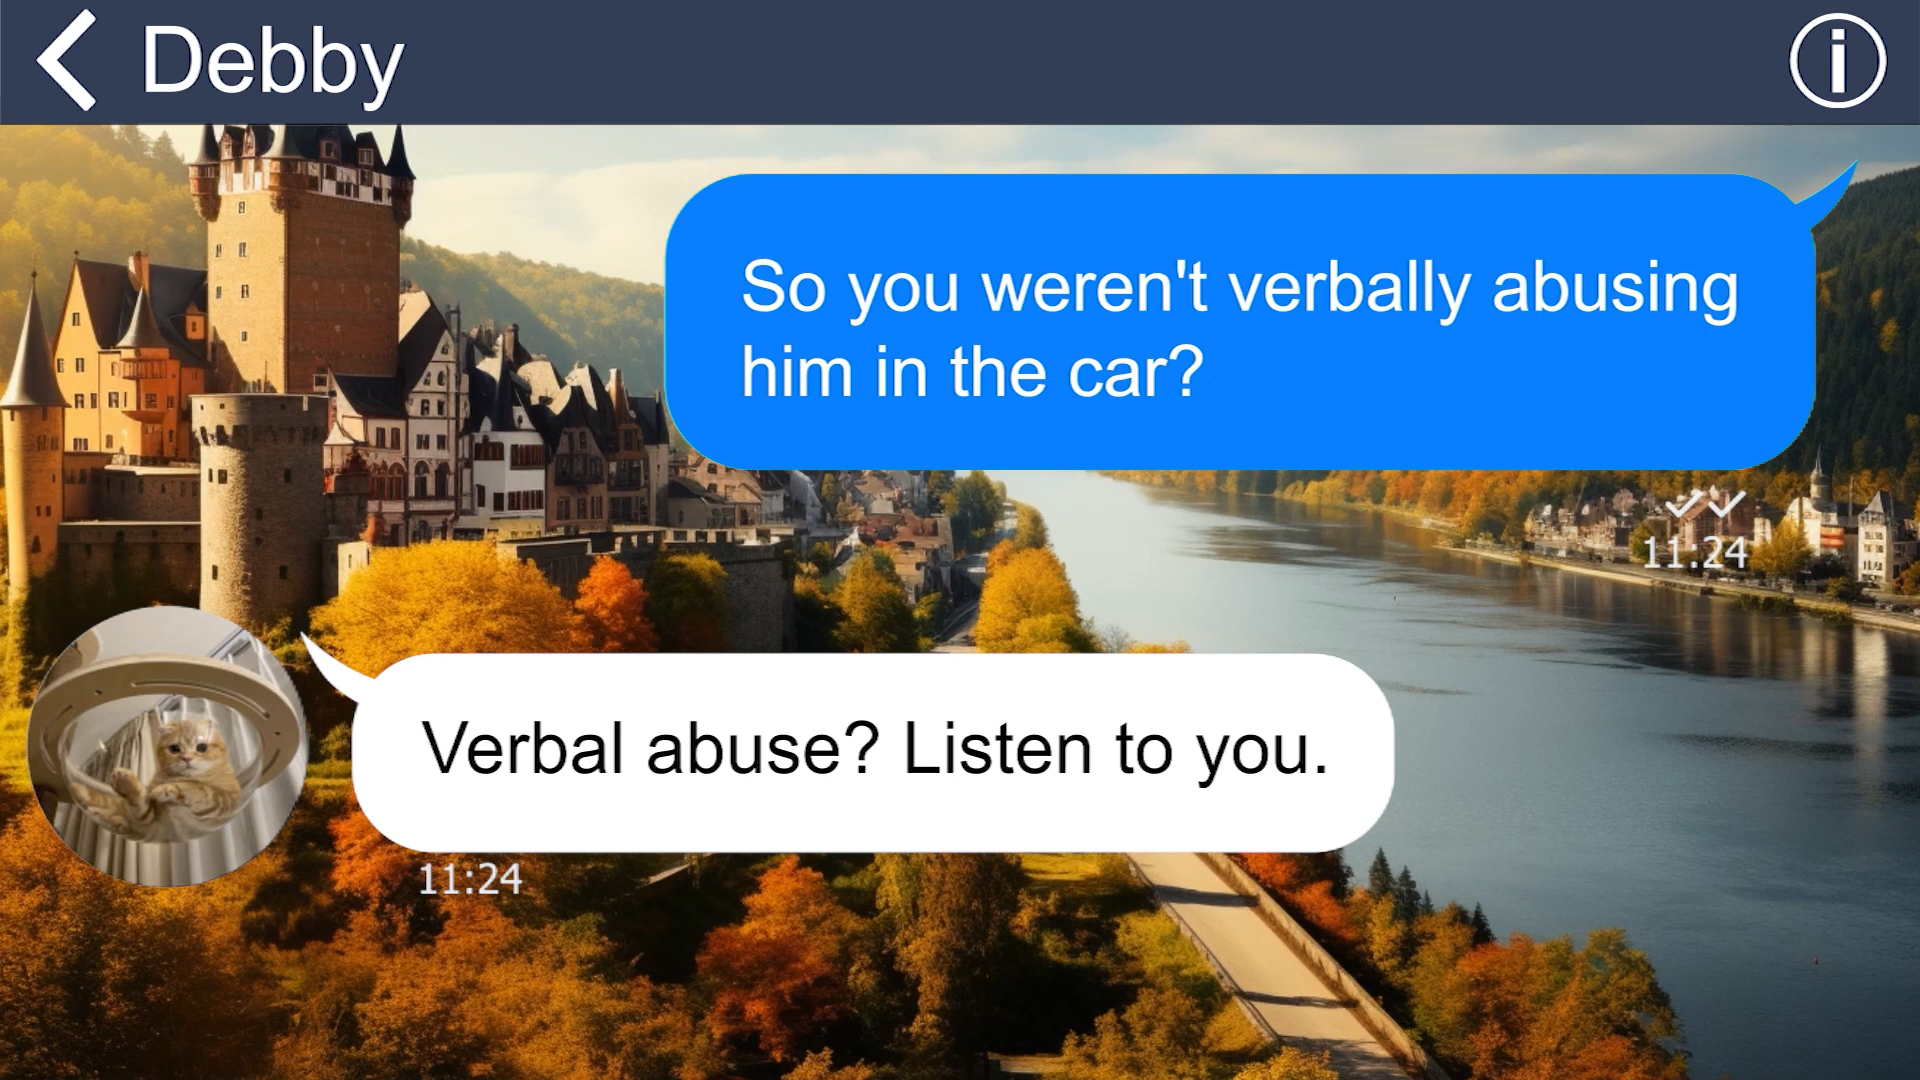 Debby
So you weren't verbally abusing
him in the car?
11:24
Verbal abuse? Listen to you.
11:24